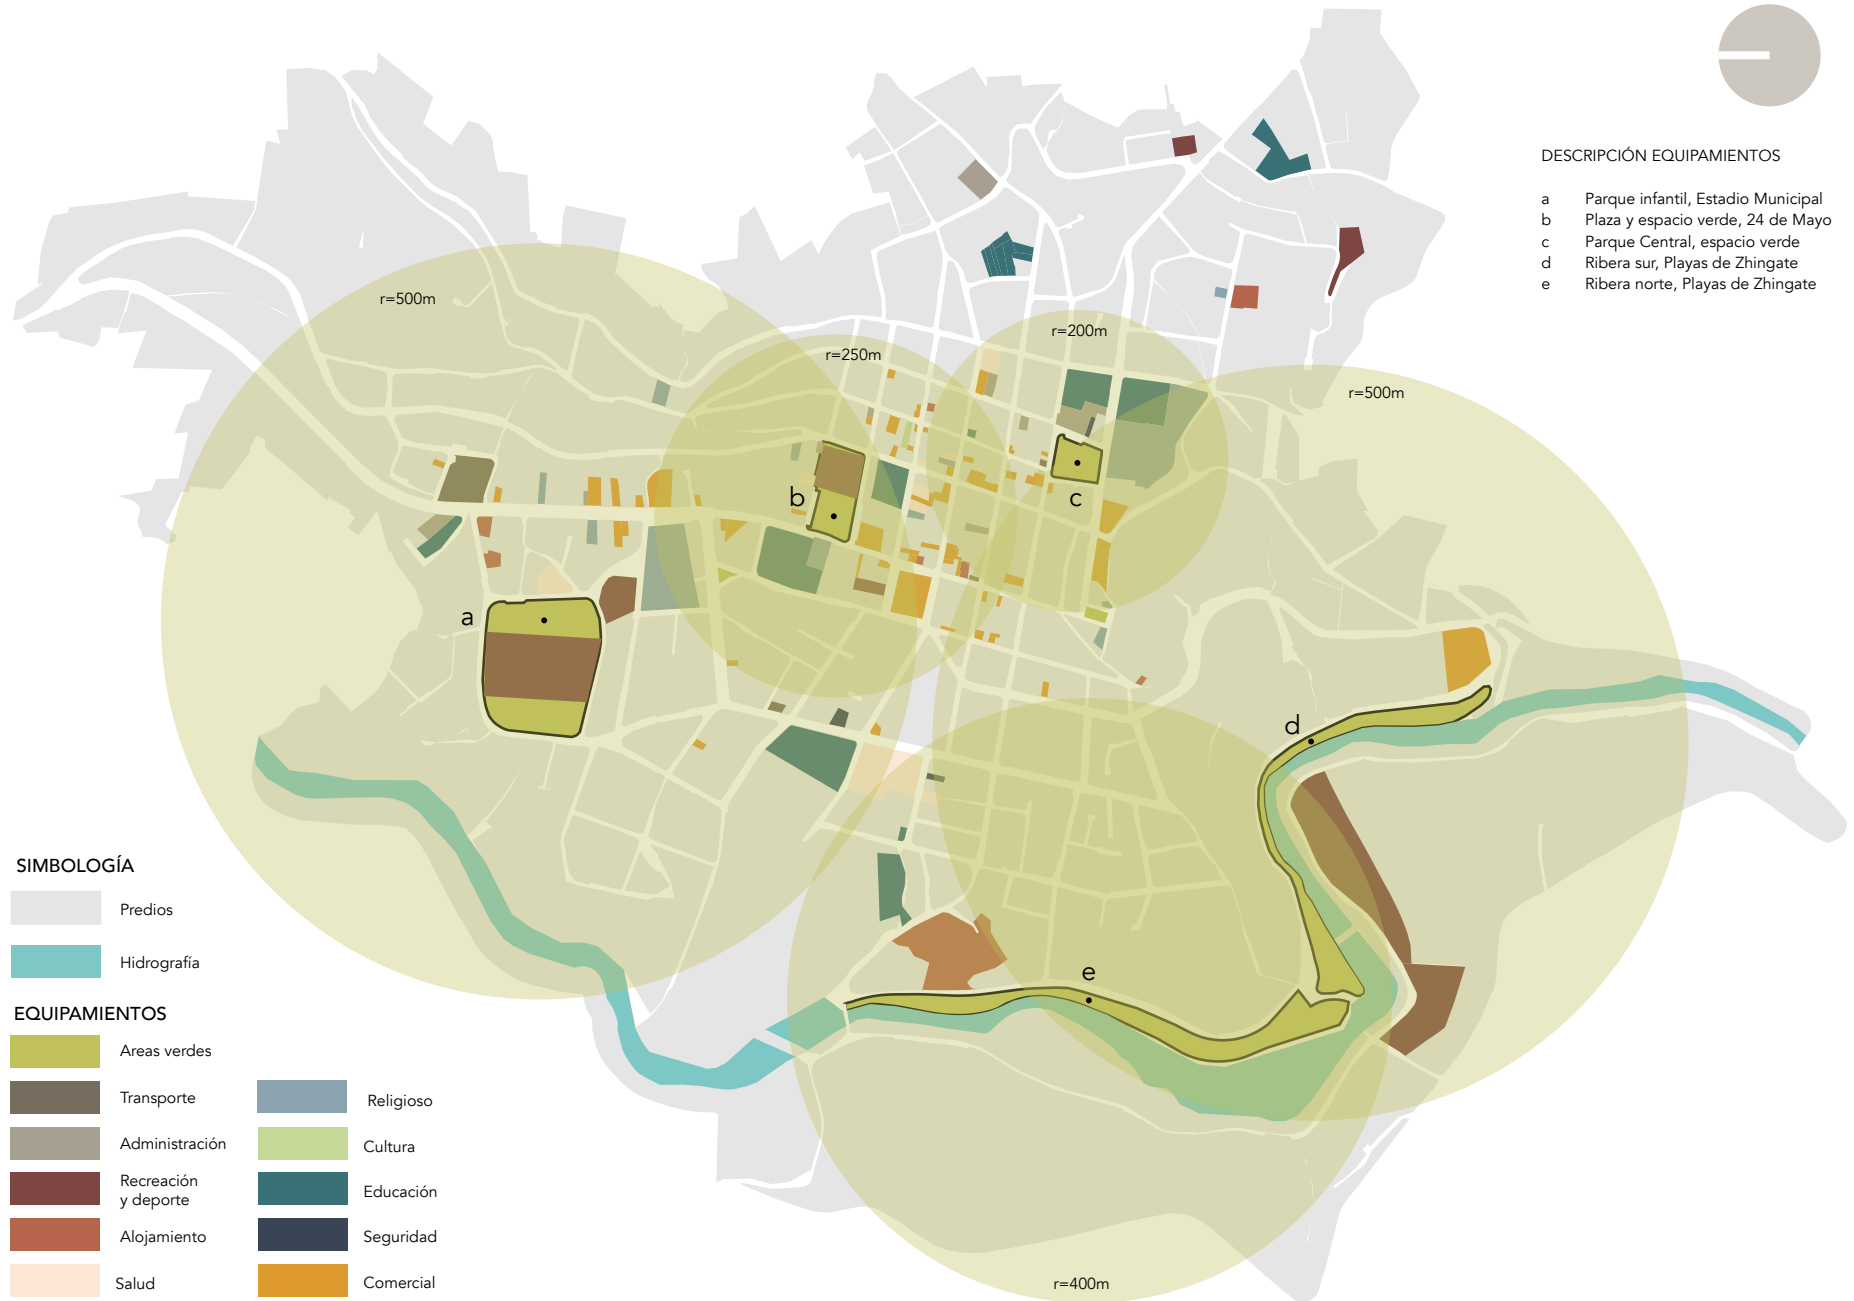 DESCRIPCIÓN EQUIPAMIENTOS
a Parque infantil, Estadio Municipal
b Plaza y espacio verde, 24 de Mayo
c Parque Central, espacio verde
d Ribera sur, Playas de Zhingate
e Ribera norte, Playas de Zhingate
r=500m
r=250m
r=200m
r=500m
b
c
a
d
e
r=400m
SIMBOLOGÍA
Predios
Hidrografía
EQUIPAMIENTOS
Areas verdes
Transporte
Administración
Recreación
y deporte
Alojamiento
Salud
Religioso
Cultura
Educación
Seguridad
Comercial